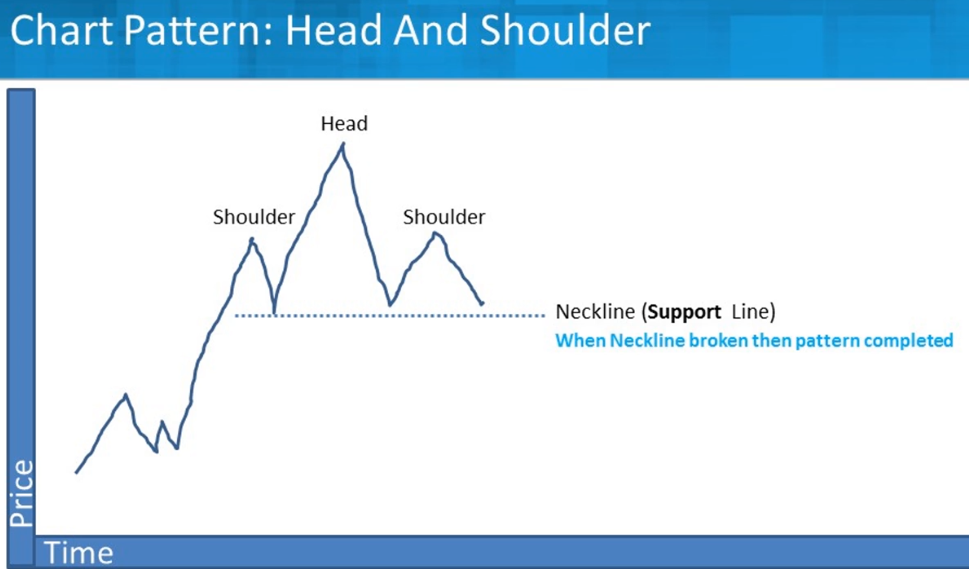 Chart Pattern: Head And Shoulder
Head
Shoulder
Shoulder
Neckline (Support Line)
When Neckline broken then pattern completed
Price
Time